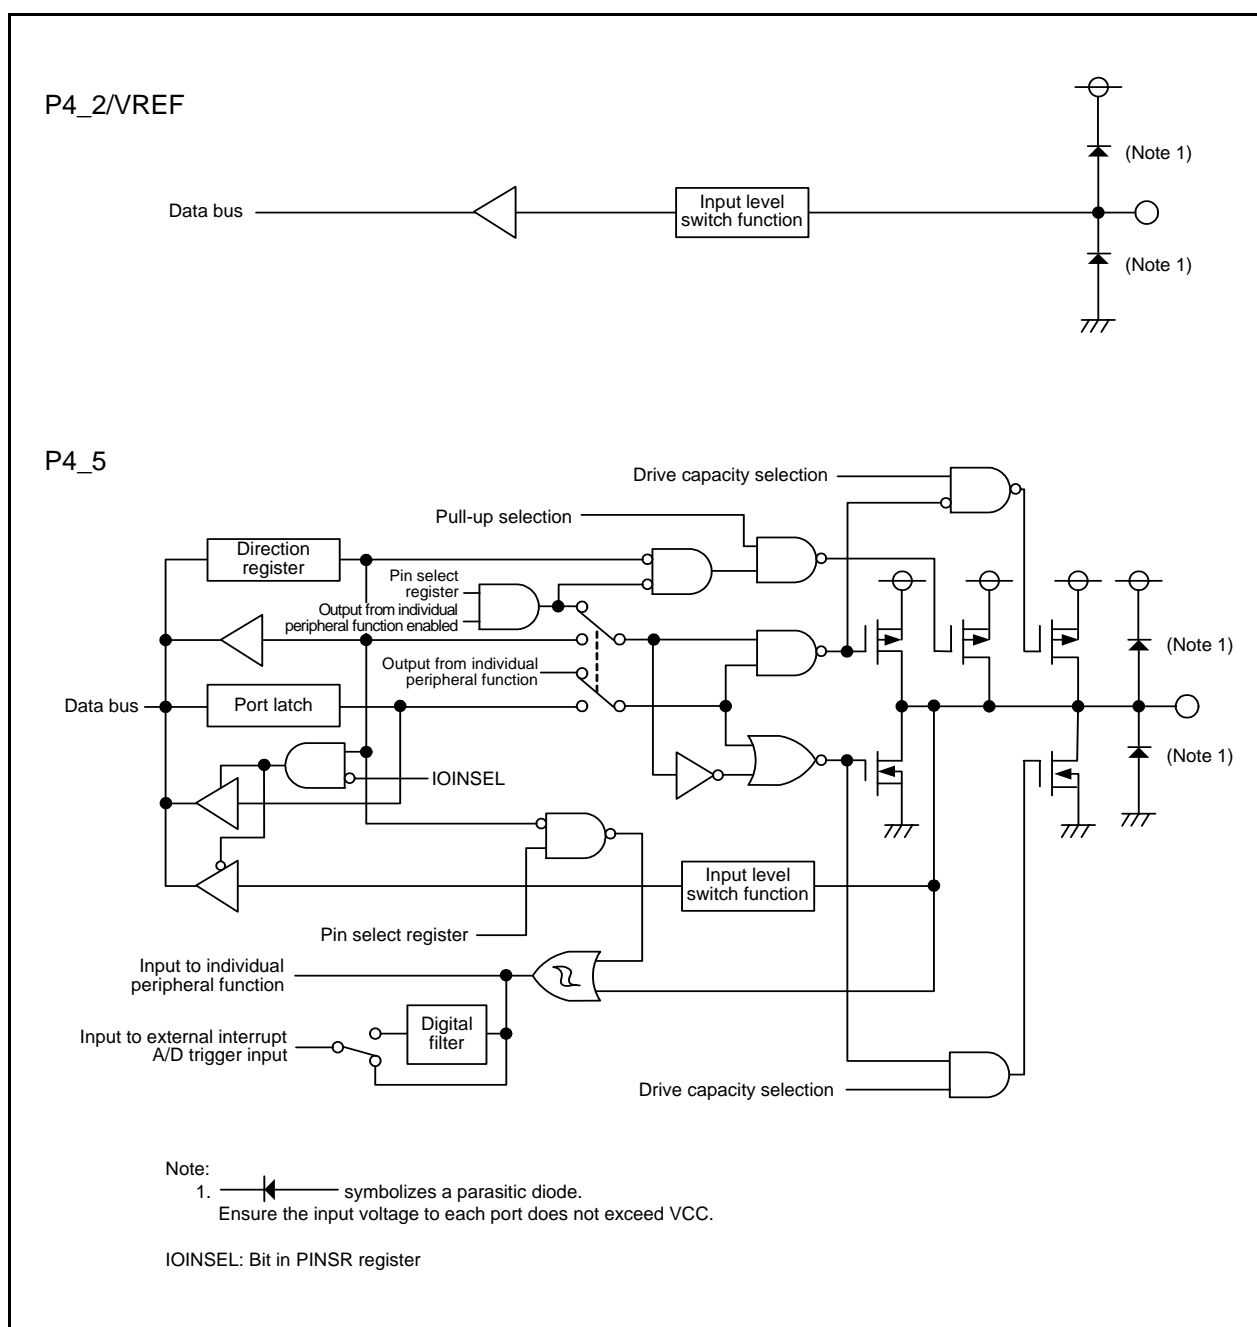 P4_2/VREF
(Note 1)
Data bus
Input level
switch function
(Note 1)
P4_5
Drive capacity selection
Pull-up selection
Direction
register
Pin select
register
Output from individual
peripheral function enabled
(Note 1)
Output from individual
peripheral function
Data bus
Port latch
(Note 1)
IOINSEL
Input level
switch function
Pin select register
Input to individual
peripheral function
Digital
filter
Input to external interrupt
A/D trigger input
Drive capacity selection
Note:
1. symbolizes a parasitic diode.
Ensure the input voltage to each port does not exceed VCC.
IOINSEL: Bit in PINSR register